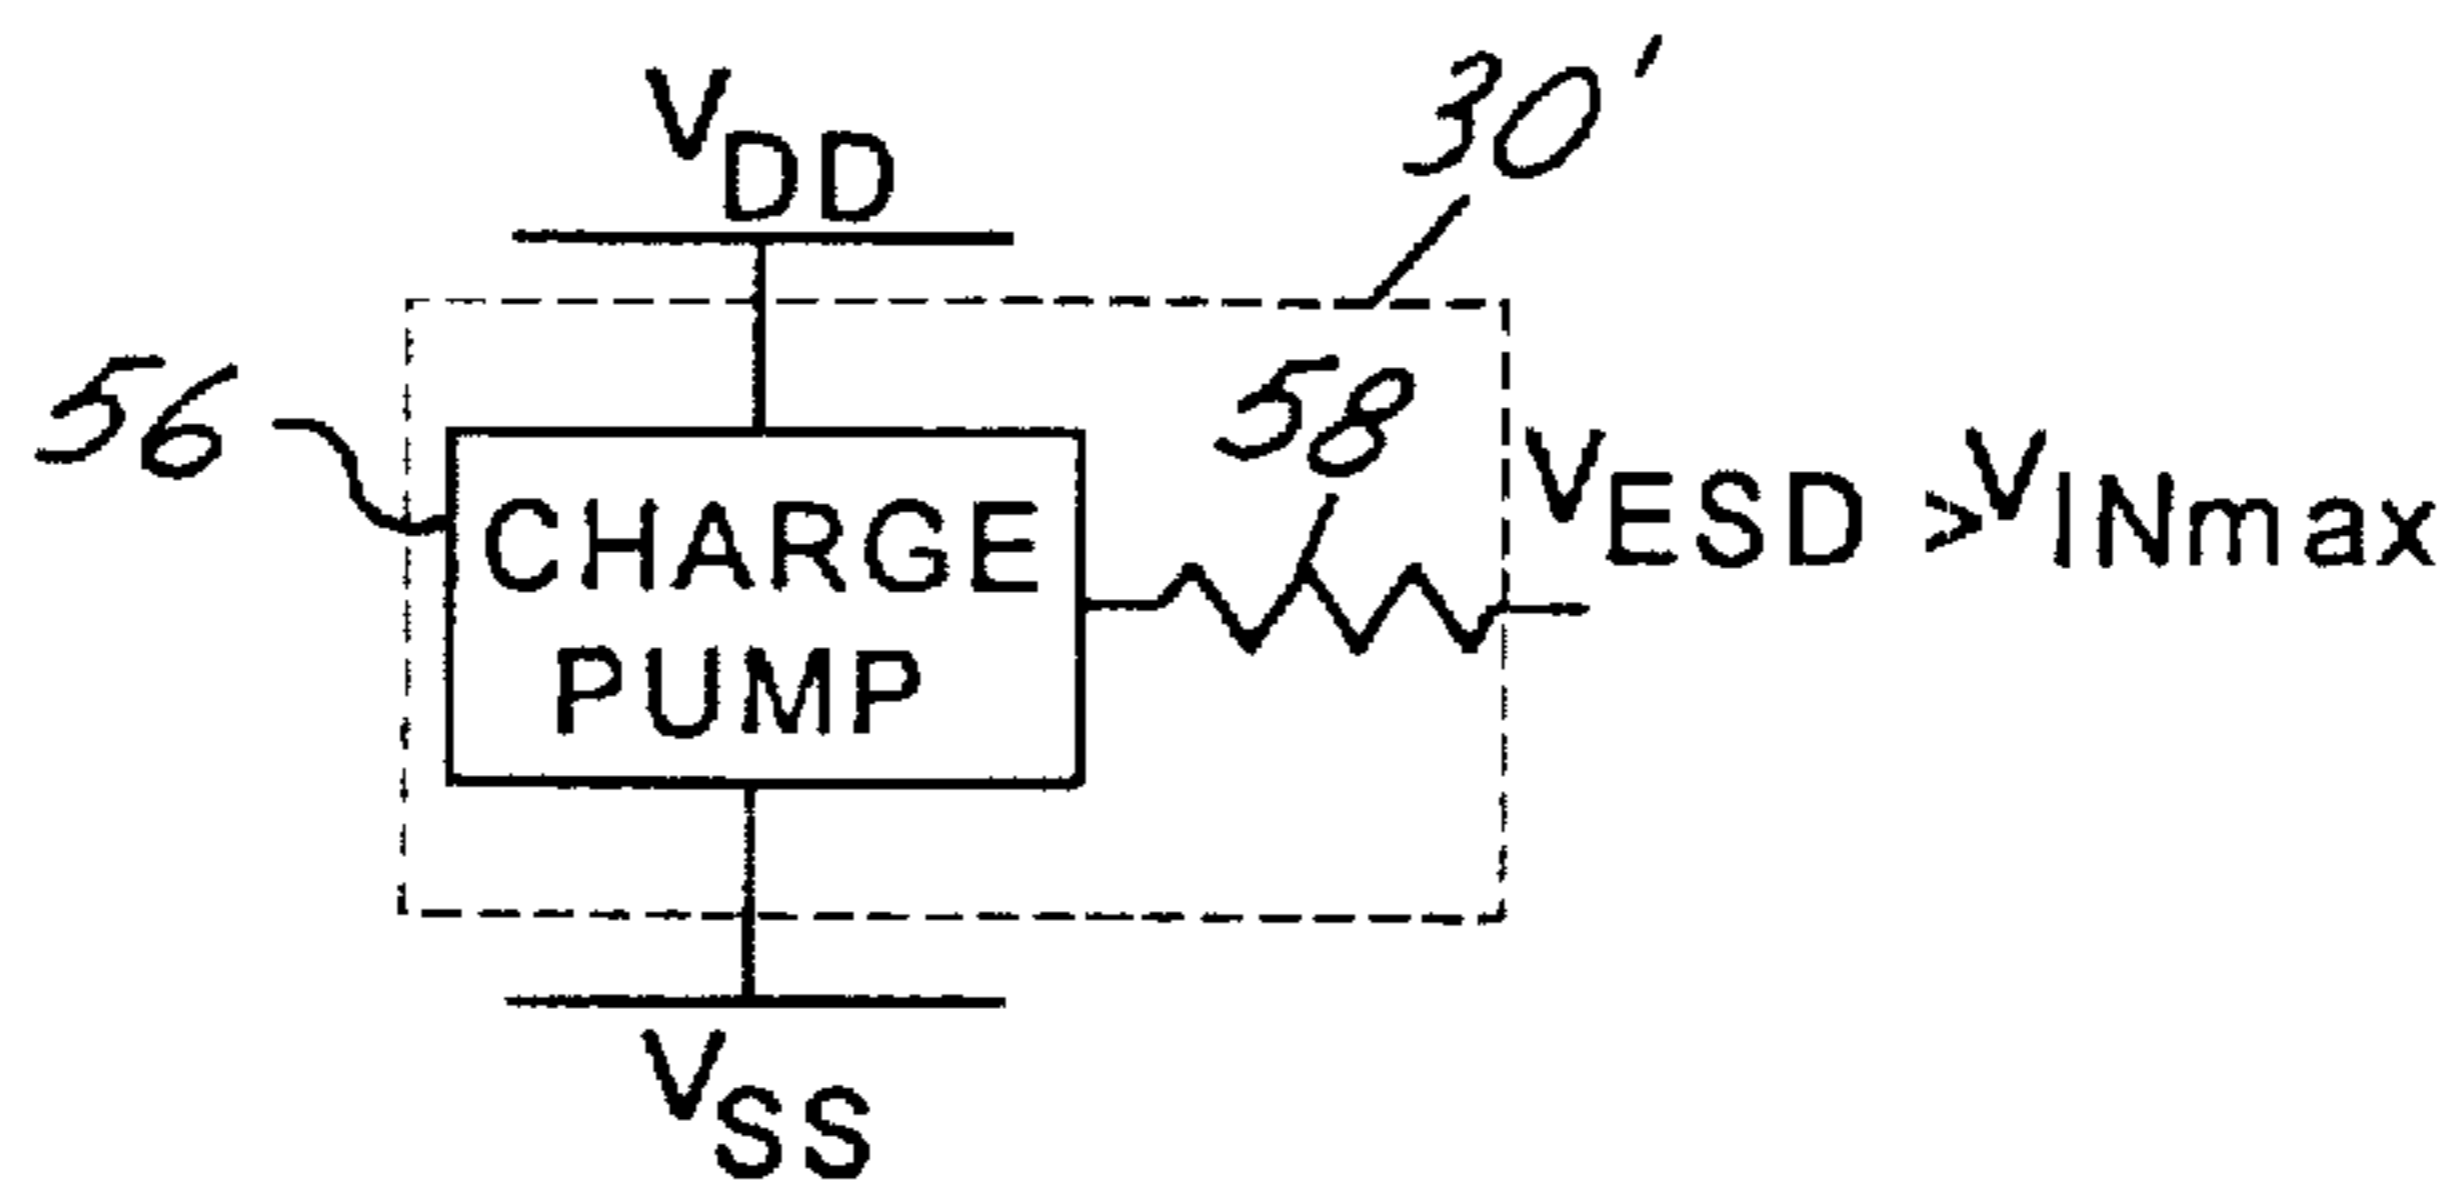 30'
VDD
56
58
VESD >VINmax
CHARGE
PUMP
VSS